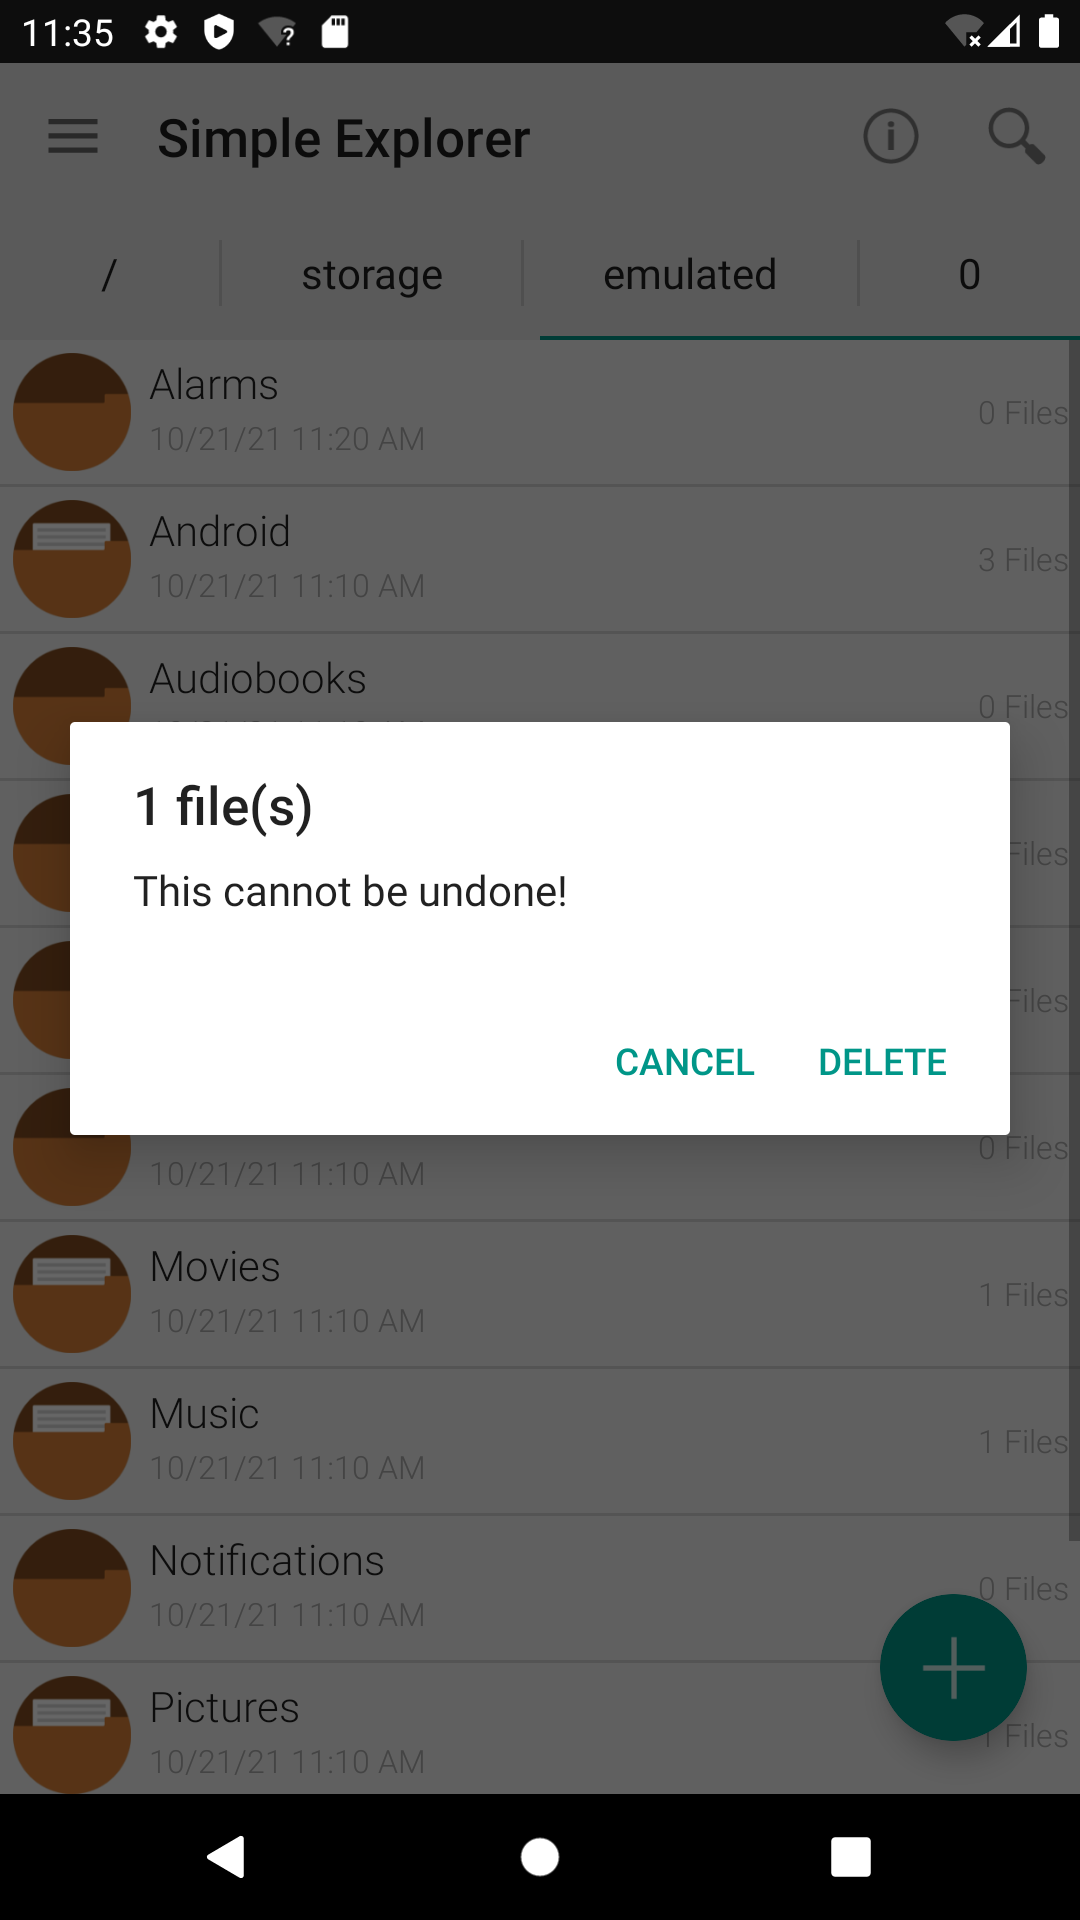 11:35
Simple Explorer
/ storage emulated 0
Alarms
10/21/21 11:20 AM
0 Files
Android
10/21/21 11:10 AM
3 Files
Audiobooks
0 Files
1 file(s)
This cannot be undone!
Files
Files
CANCEL DELETE
0 Files
10/21/21 11:10 AM
Movies
10/21/21 11:10 AM
1 Files
Music
10/21/21 11:10 AM
1 Files
Notifications
10/21/21 11:10 AM
0 Files
Pictures
10/21/21 11:10 AM
1 Files